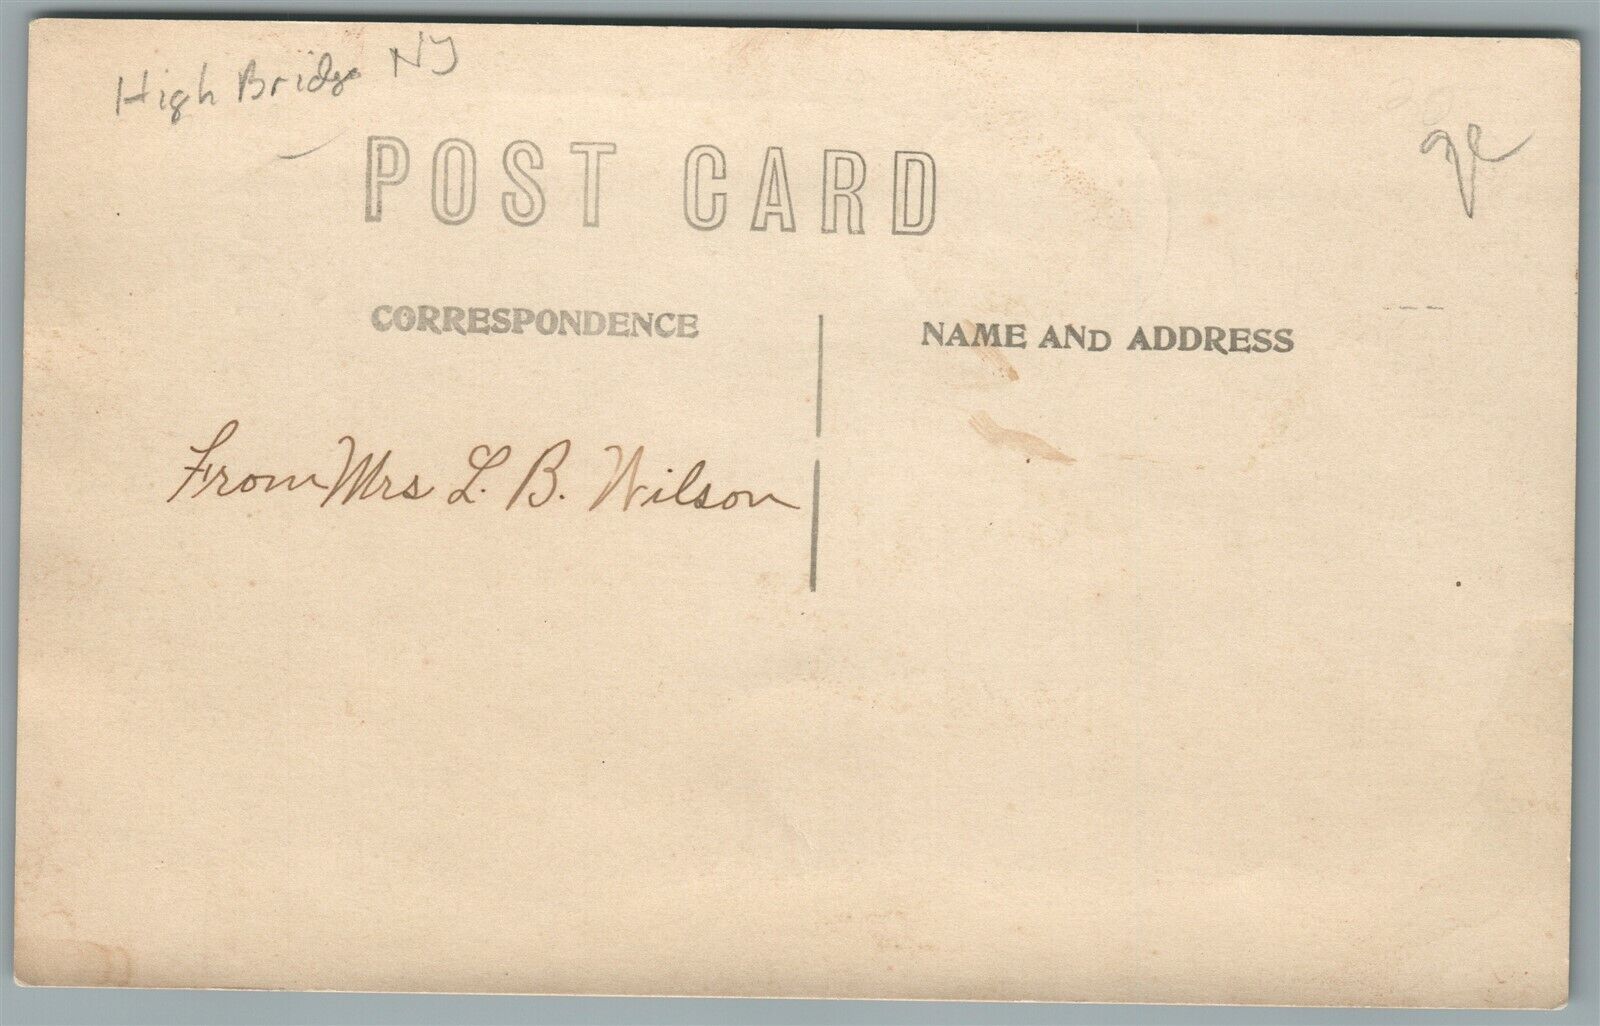 High Bridge NJ
POST CARD
CORRESPONDENCE
NAME AND ADDRESS
From Mrs L. B. Wilson